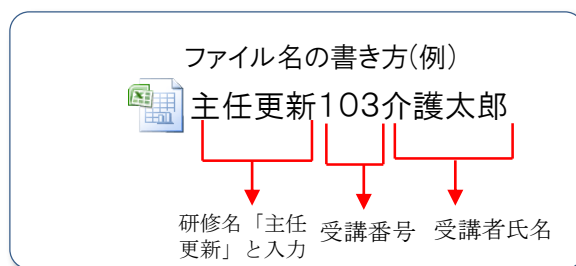 ファイル名の書き方(例)
主任更新103介護太郎
研修名「主任
更新」と入力
受講番号
受講者氏名